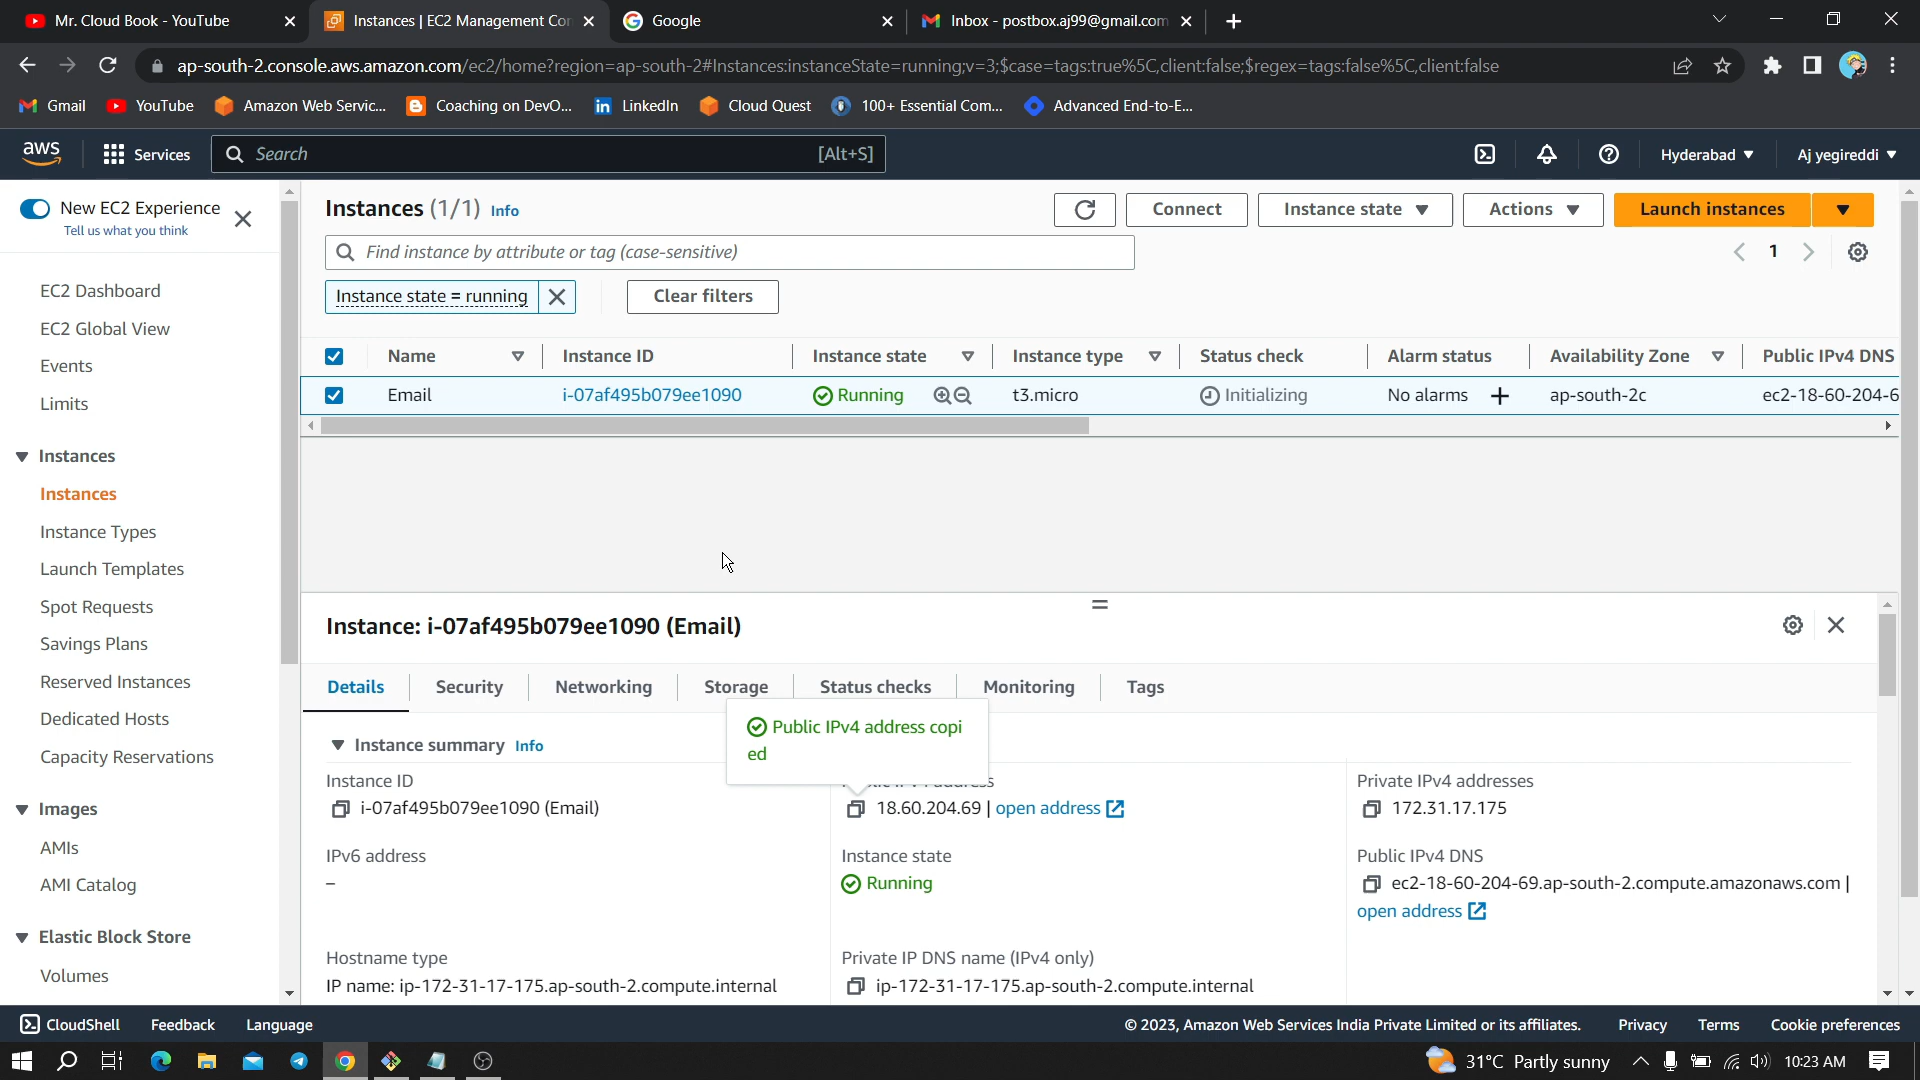 Mr. Cloud Book - YouTube
Instances | EC2 Management Con
Google
Inbox - postbox.aj99@gmail.com
ap-south-2.console.aws.amazon.com/ec2/home?region=ap-south-2#Instances:instanceState=running;v=3;$case=tags:true%5C,client:false;$regex=tags:false%5C,client:false
Gmail
YouTube
Amazon Web Servic...
Coaching on DevO...
LinkedIn
Cloud Quest
100+ Essential Com...
Advanced End-to-E...
aws
Services
Search
[Alt+S]
Hyderabad
Aj yegireddi
New EC2 Experience
Tell us what you think
EC2 Dashboard
EC2 Global View
Events
Limits
Instances
Instances
Instance Types
Launch Templates
Spot Requests
Savings Plans
Reserved Instances
Dedicated Hosts
Capacity Reservations
Images
AMIs
AMI Catalog
Elastic Block Store
Volumes
Instances (1/1) Info
Connect
Instance state
Actions
Launch instances
Find instance by attribute or tag (case-sensitive)
1
Instance state = running
Clear filters
Name
Instance ID
Instance state
Instance type
Status check
Alarm status
Availability Zone
Public IPv4 DNS
Email
i-07af495b079ee1090
Running
t3.micro
Initializing
No alarms
ap-south-2c
ec2-18-60-204-6
Instance: i-07af495b079ee1090 (Email)
Details
Security
Networking
Storage
Status checks
Monitoring
Tags
Public IPv4 address copi
ed
Instance summary Info
Instance ID
i-07af495b079ee1090 (Email)
18.60.204.69 | open address
Private IPv4 addresses
172.31.17.175
IPv6 address
–
Instance state
Running
Public IPv4 DNS
ec2-18-60-204-69.ap-south-2.compute.amazonaws.com |
open address
Hostname type
IP name: ip-172-31-17-175.ap-south-2.compute.internal
Private IP DNS name (IPv4 only)
ip-172-31-17-175.ap-south-2.compute.internal
CloudShell
Feedback
Language
© 2023, Amazon Web Services India Private Limited or its affiliates.
Privacy
Terms
Cookie preferences
31°C Partly sunny
10:23 AM